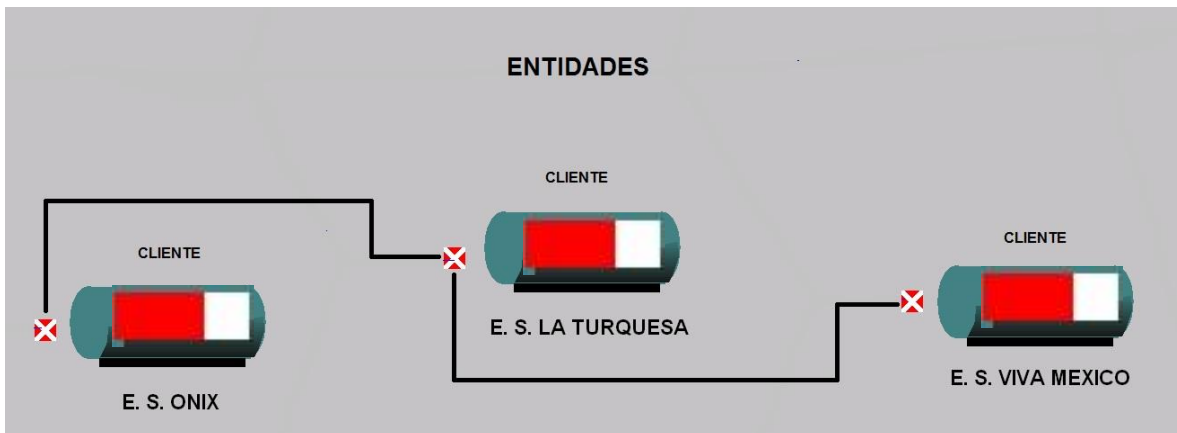 ENTIDADES
CLIENTE
E. S. ONIX
CLIENTE
E. S. LA TURQUESA
CLIENTE
E. S. VIVA MEXICO